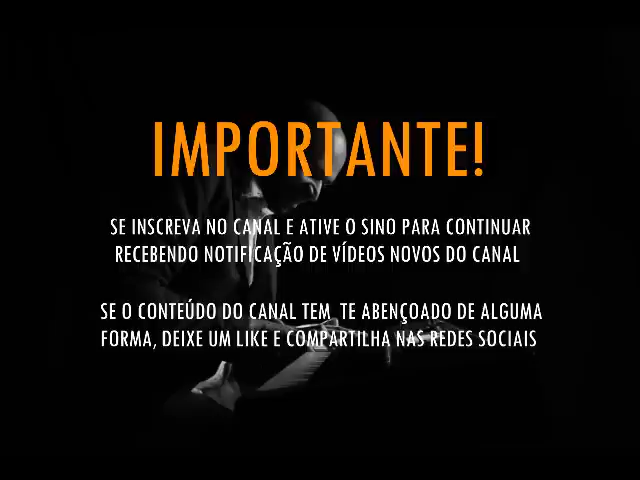 IMPORTANTE!
SE INSCREVA NO CANAL E ATIVE O SINO PARA CONTINUAR
RECEBENDO NOTIFICAÇÃO DE VÍDEOS NOVOS DO CANAL
SE O CONTEÚDO DO CANAL TEM TE ABENÇOADO DE ALGUMA
FORMA, DEIXE UM LIKE E COMPARTILHA NAS REDES SOCIAIS